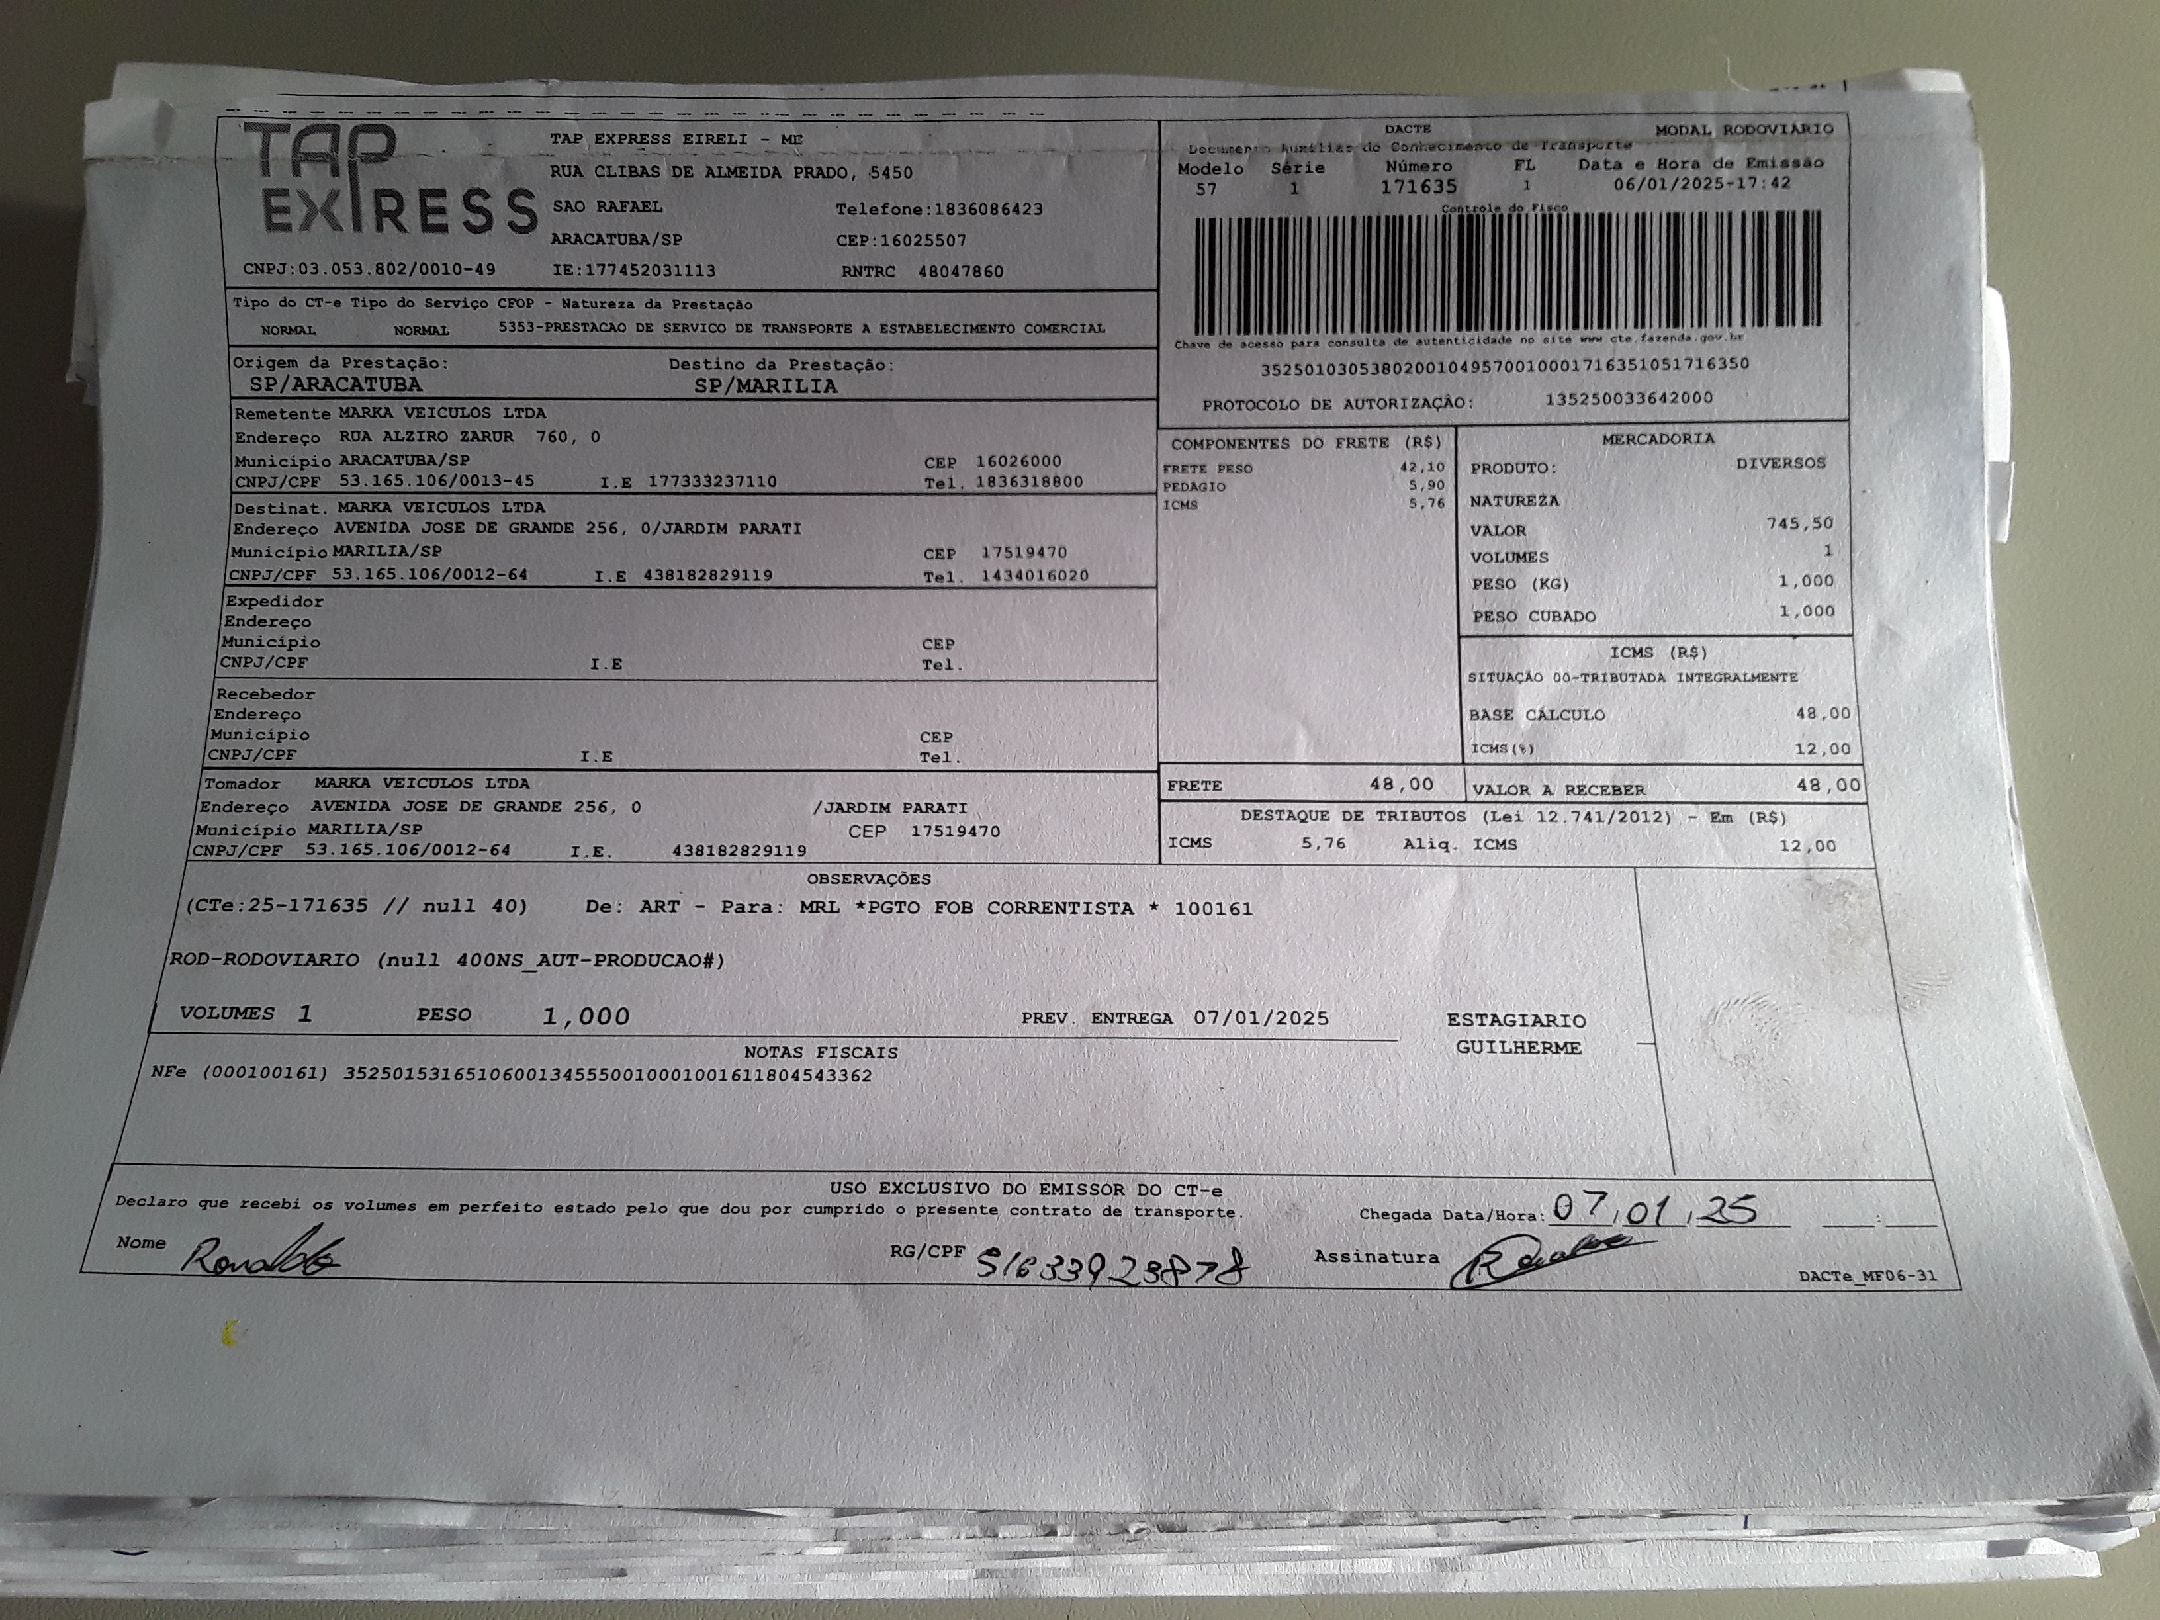 TAP
EXPRESS
TAP EXPRESS EIRELI - ME
RUA CLIBAS DE ALMEIDA PRADO, 5450
SAO RAFAEL Telefone:1836086423
ARACATUBA/SP CEP:16025507
CNPJ:03.053.802/0010-49 IE:177452031113 RNTRC 48047860
DACTE MODAL RODOVIÁRIO
Documento Auxiliar do Conhecimento de Transporte
Modelo Série Número FL Data e Hora de Emissão
57 1 171635 1 06/01/2025-17:42
Controle do Fisco
Chave de acesso para consulta de autenticidade no site www cte.fazenda.gov.br
35250103053802001049570010001716351051716350
PROTOCOLO DE AUTORIZAÇÃO: 135250033642000
Tipo do CT-e Tipo do Serviço CFOP - Natureza da Prestação
NORMAL NORMAL 5353-PRESTACAO DE SERVICO DE TRANSPORTE A ESTABELECIMENTO COMERCIAL
Origem da Prestação: Destino da Prestação:
SP/ARACATUBA SP/MARILIA
Remetente MARKA VEICULOS LTDA
Endereço RUA ALZIRO ZARUR 760, 0
Município ARACATUBA/SP CEP 16026000
CNPJ/CPF 53.165.106/0013-45 I.E 177333237110 Tel. 1836318800
Destinat. MARKA VEICULOS LTDA
Endereço AVENIDA JOSE DE GRANDE 256, 0/JARDIM PARATI
Município MARILIA/SP CEP 17519470
CNPJ/CPF 53.165.106/0012-64 I.E 438182829119 Tel. 1434016020
Expedidor
Endereço
Município CEP
CNPJ/CPF I.E Tel.
Recebedor
Endereço
Município CEP
CNPJ/CPF I.E Tel.
Tomador MARKA VEICULOS LTDA
Endereço AVENIDA JOSE DE GRANDE 256, 0 /JARDIM PARATI
Município MARILIA/SP CEP 17519470
CNPJ/CPF 53.165.106/0012-64 I.E. 438182829119
COMPONENTES DO FRETE (R$)
FRETE PESO 42,10
PEDAGIO 5,90
ICMS 5,76
MERCADORIA
PRODUTO: DIVERSOS
NATUREZA
VALOR 745,50
VOLUMES 1
PESO (KG) 1,000
PESO CUBADO 1,000
ICMS (R$)
SITUAÇÃO 00-TRIBUTADA INTEGRALMENTE
BASE CÁLCULO 48,00
ICMS(%) 12,00
FRETE 48,00 VALOR A RECEBER 48,00
DESTAQUE DE TRIBUTOS (Lei 12.741/2012) - Em (R$)
ICMS 5,76 Aliq. ICMS 12,00
OBSERVAÇÕES
(CTe:25-171635 // null 40) De: ART - Para: MRL *PGTO FOB CORRENTISTA * 100161
ROD-RODOVIARIO (null 400NS_AUT-PRODUCAO#)
VOLUMES 1 PESO 1,000 PREV. ENTREGA 07/01/2025
ESTAGIARIO
GUILHERME
NOTAS FISCAIS
NFe (000100161) 35250153165106001345550010001001611804543362
USO EXCLUSIVO DO EMISSOR DO CT-e
Declaro que recebi os volumes em perfeito estado pelo que dou por cumprido o presente contrato de transporte. Chegada Data/Hora: 07,01,25 :
Nome Ronaldo RG/CPF 51633923878 Assinatura
DACTe_MF06-31